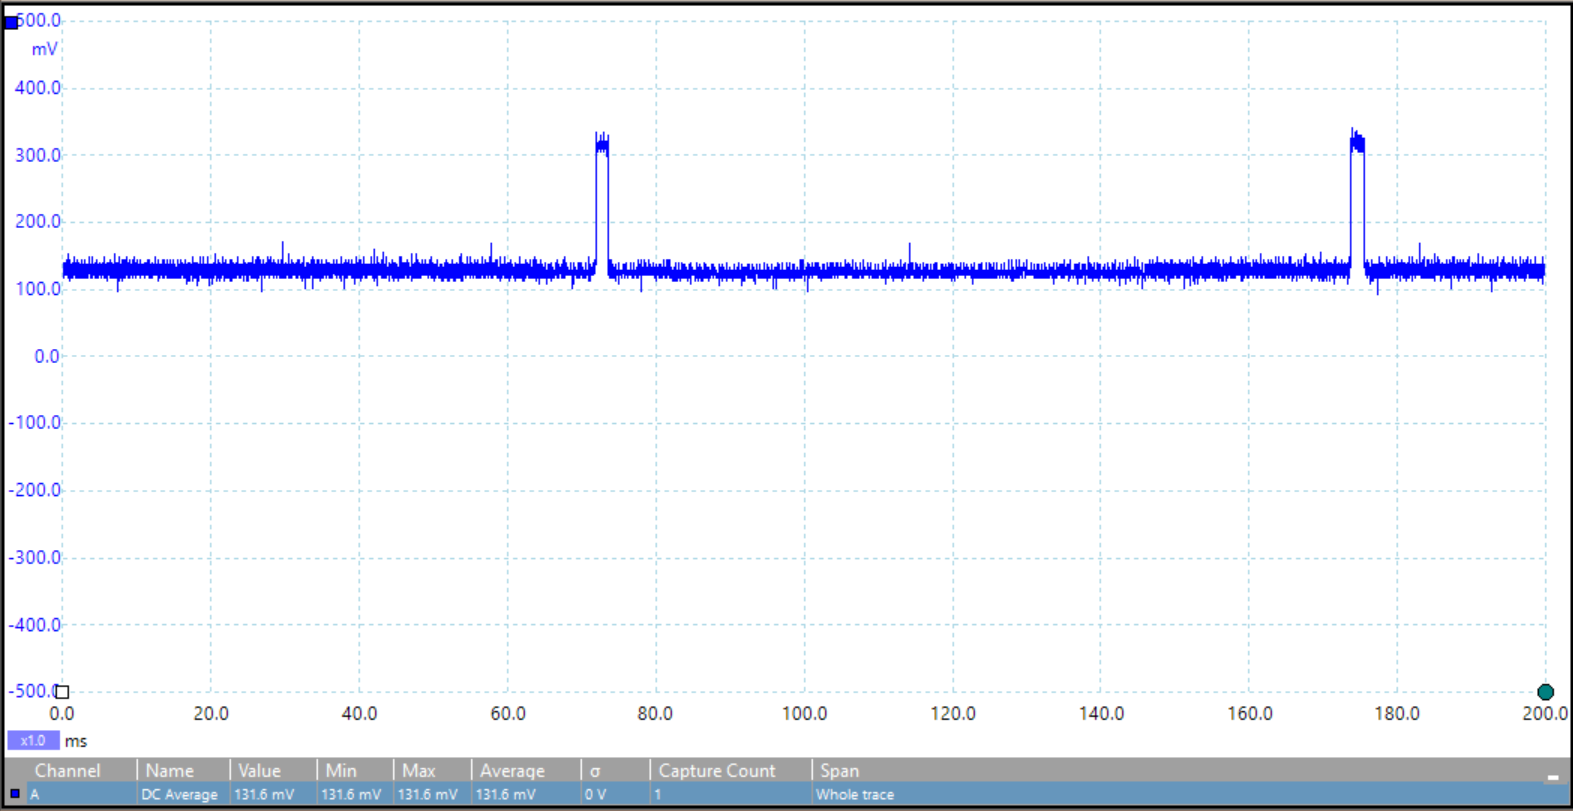 500.0
mV
400.0
300.0
200.0
100.0
0.0
-100.0
-200.0
-300.0
-400.0
-500.0
0.0 20.0 40.0 60.0 80.0 100.0 120.0 140.0 160.0 180.0 200.0
x1.0 ms
Channel Name Value Min Max Average σ Capture Count Span
A DC Average 131.6 mV 131.6 mV 131.6 mV 131.6 mV 0 V 1 Whole trace